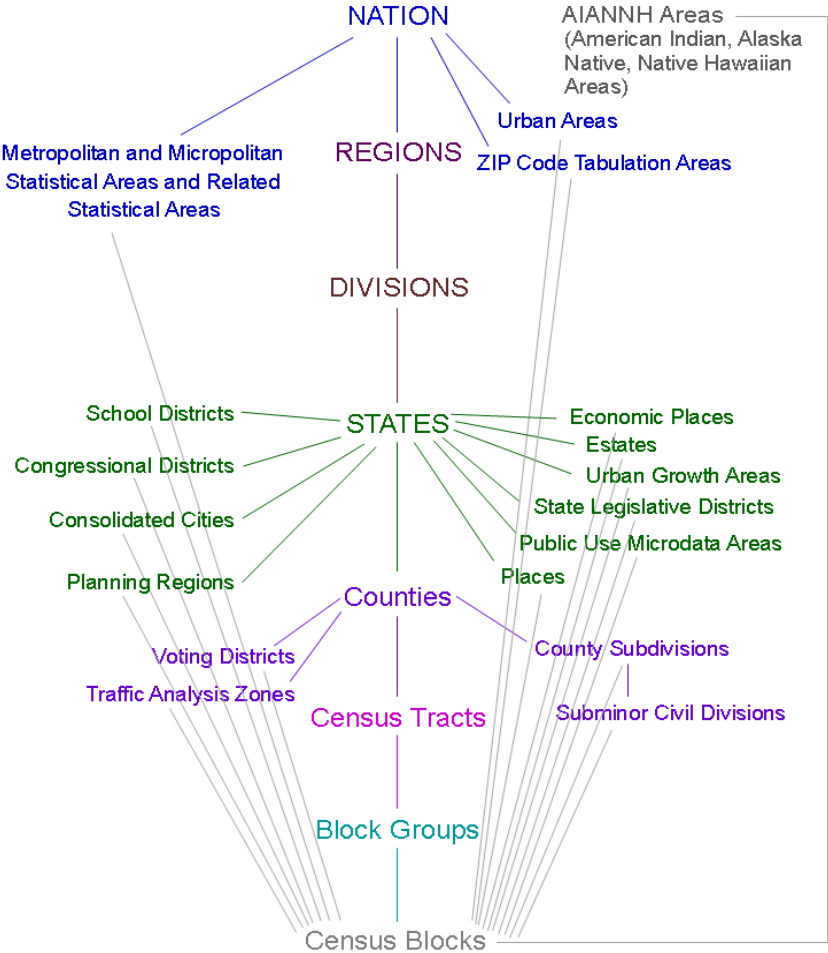 NATION
AIANNH Areas
(American Indian, Alaska
Native, Native Hawaiian
Areas)
Urban Areas
Metropolitan and Micropolitan
Statistical Areas and Related
Statistical Areas
REGIONS
ZIP Code Tabulation Areas
DIVISIONS
School Districts
STATES
Economic Places
Estates
Congressional Districts
Urban Growth Areas
State Legislative Districts
Consolidated Cities
Public Use Microdata Areas
Planning Regions
Places
Counties
Voting Districts
County Subdivisions
Traffic Analysis Zones
Census Tracts
Subminor Civil Divisions
Block Groups
Census Blocks